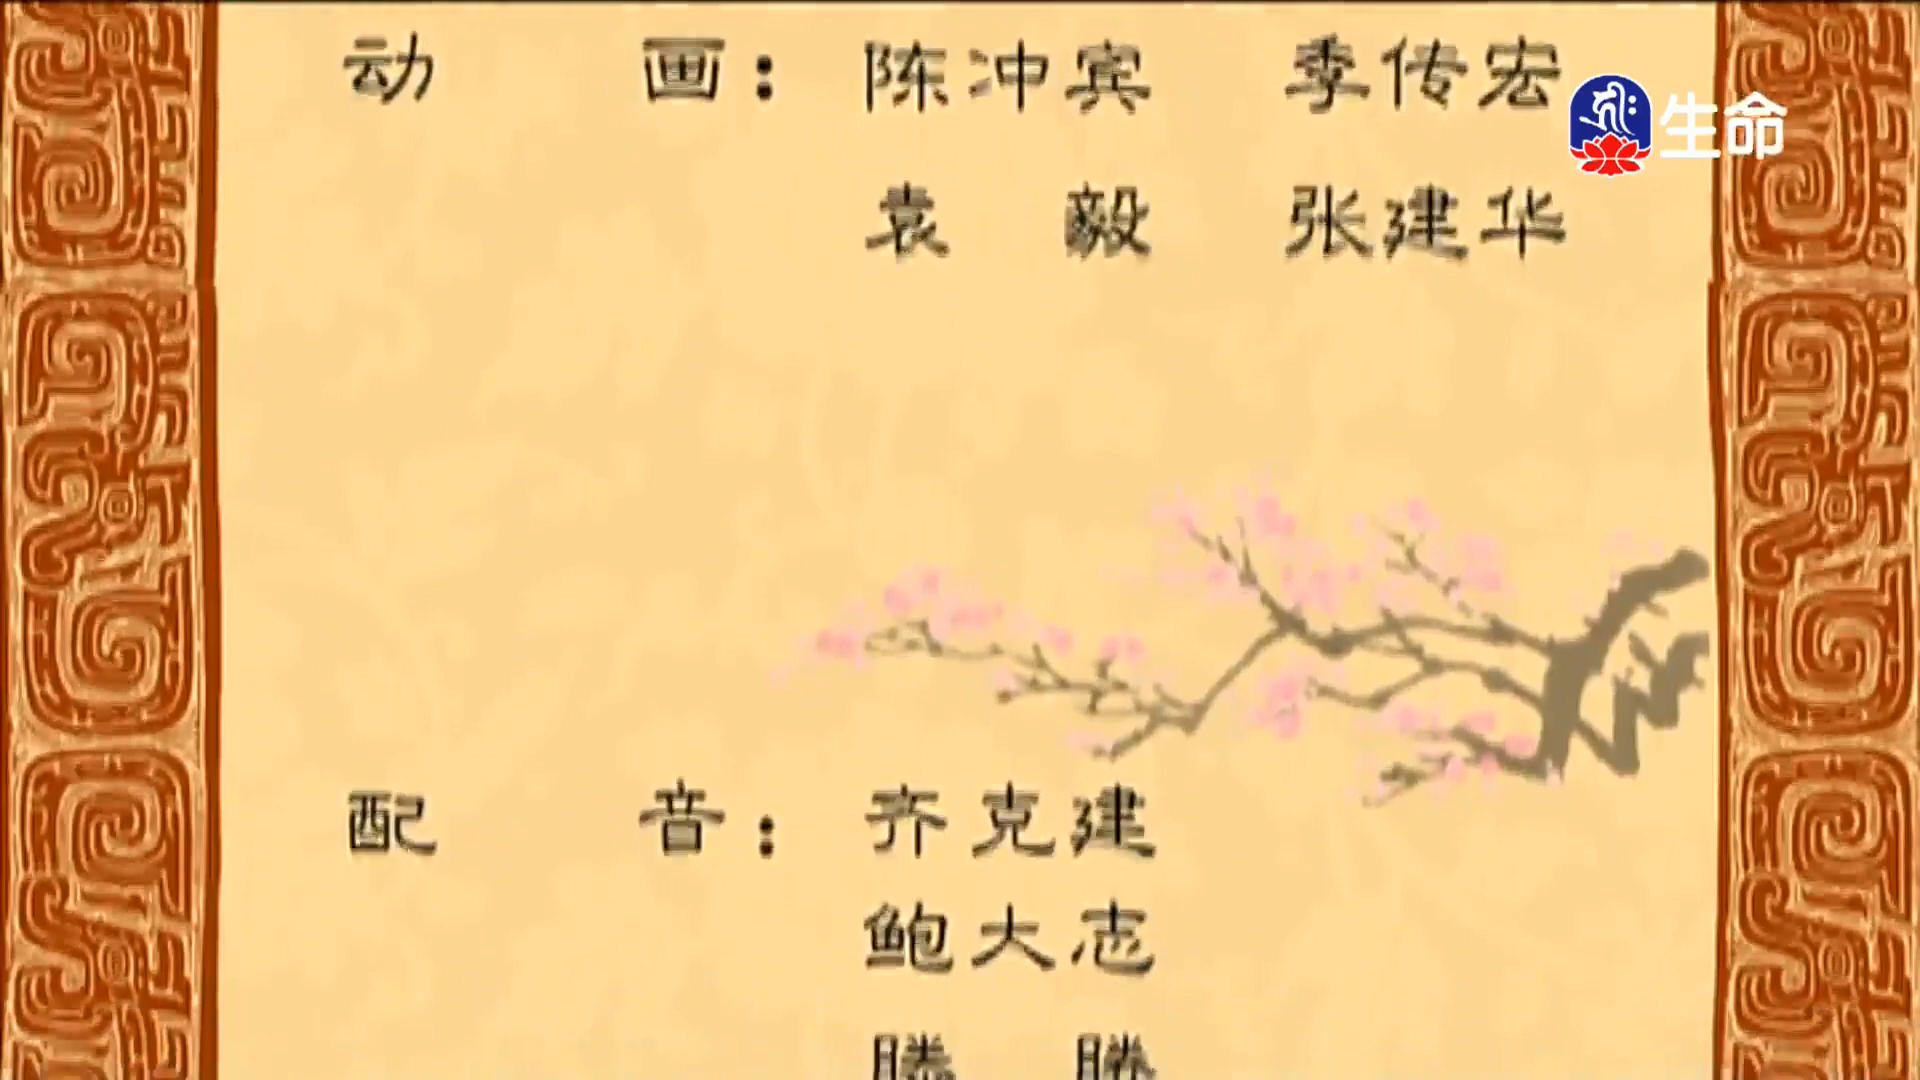 动画：陈冲宾 季传宏
生命
袁毅 张建华
配音：齐克建
鲍大志